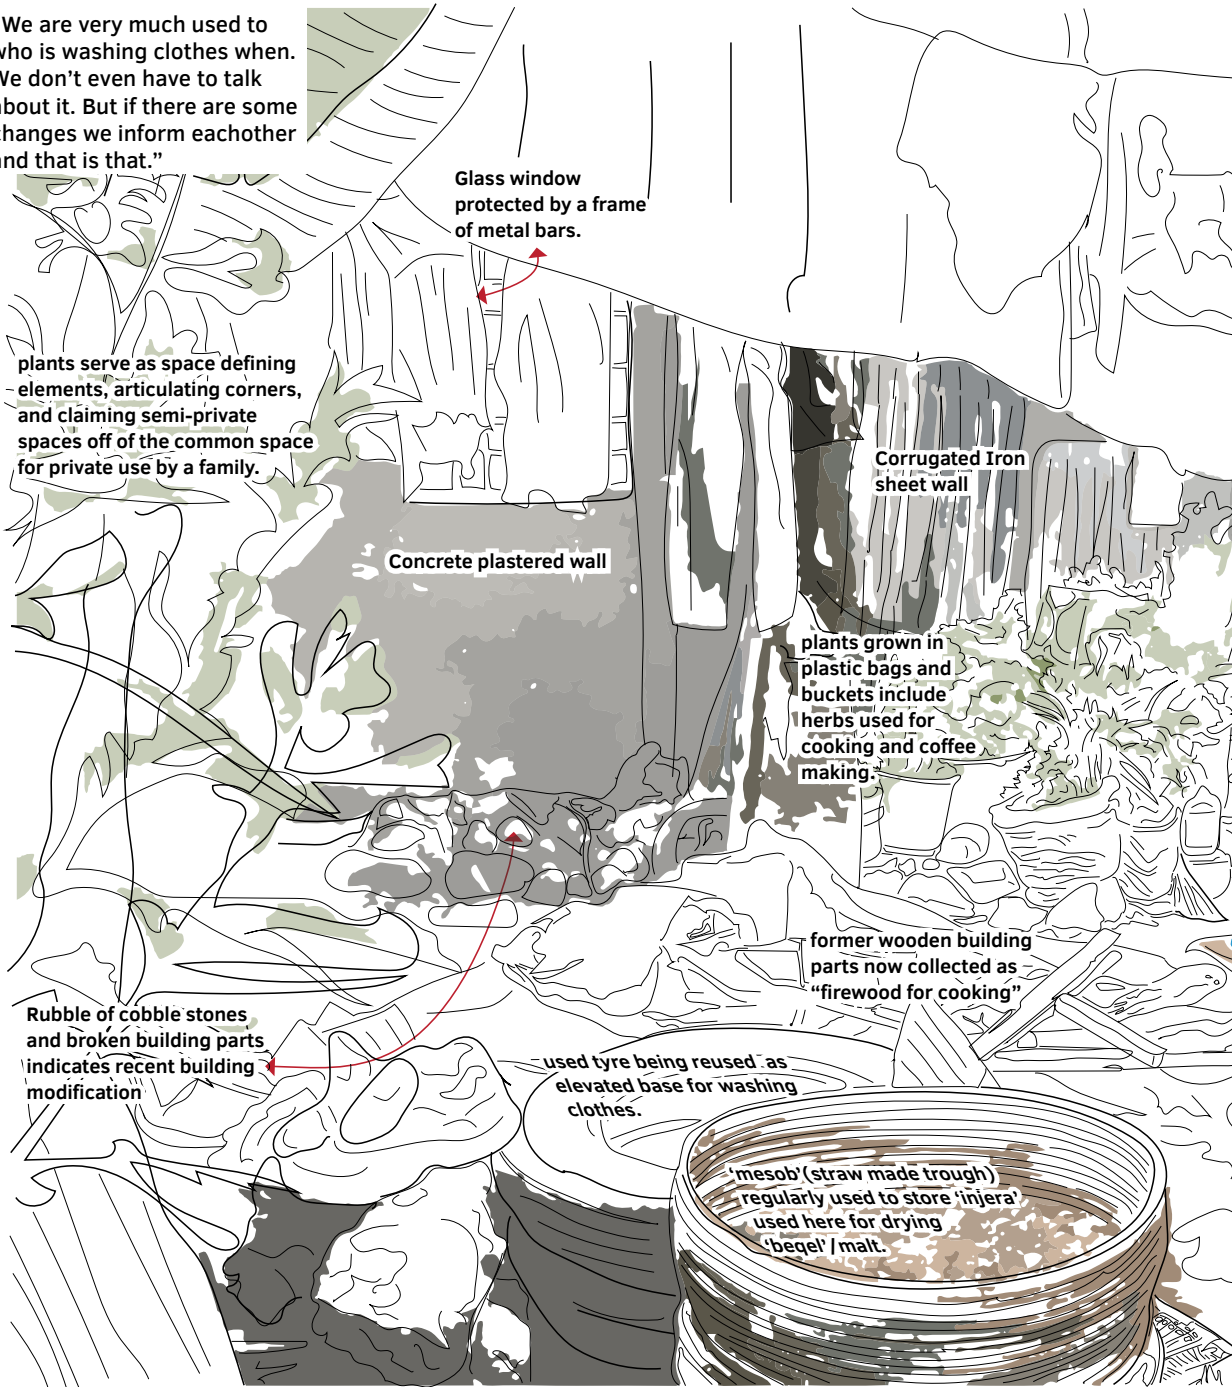 We are very much used to
who is washing clothes when.
We don’t even have to talk
about it. But if there are some
changes we inform eachother
and that is that.”
Glass window
protected by a frame
of metal bars.
plants serve as space defining
elements, articulating corners,
and claiming semi-private
spaces off of the common space
for private use by a family.
Corrugated Iron
sheet wall
Concrete plastered wall
plants grown in
plastic bags and
buckets include
herbs used for
cooking and coffee
making.
former wooden building
parts now collected as
“firewood for cooking”
Rubble of cobble stones
and broken building parts
indicates recent building
modification
used tyre being reused as
elevated base for washing
clothes.
‘mesob’(straw made trough)
regularly used to store ‘injera’
used here for drying
‘beqel’ / malt.